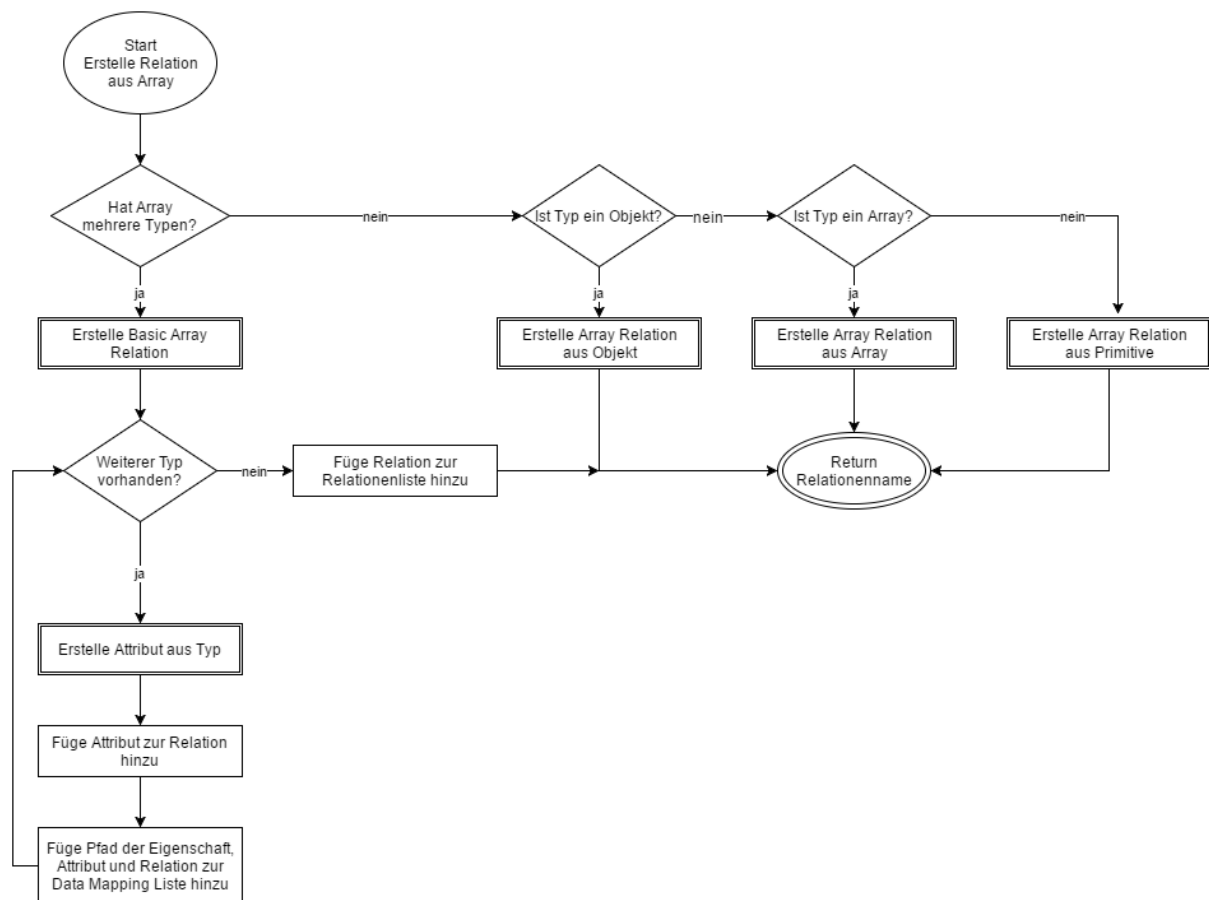 Start
Erstelle Relation
aus Array
Hat Array
mehrere Typen?
nein
Ist Typ ein Objekt?
nein
Ist Typ ein Array?
nein
ja
ja
ja
Erstelle Basic Array
Relation
Erstelle Array Relation
aus Objekt
Erstelle Array Relation
aus Array
Erstelle Array Relation
aus Primitive
Weiterer Typ
vorhanden?
nein
Füge Relation zur
Relationenliste hinzu
Return
Relationenname
ja
Erstelle Attribut aus Typ
Füge Attribut zur Relation
hinzu
Füge Pfad der Eigenschaft,
Attribut und Relation zur
Data Mapping Liste hinzu